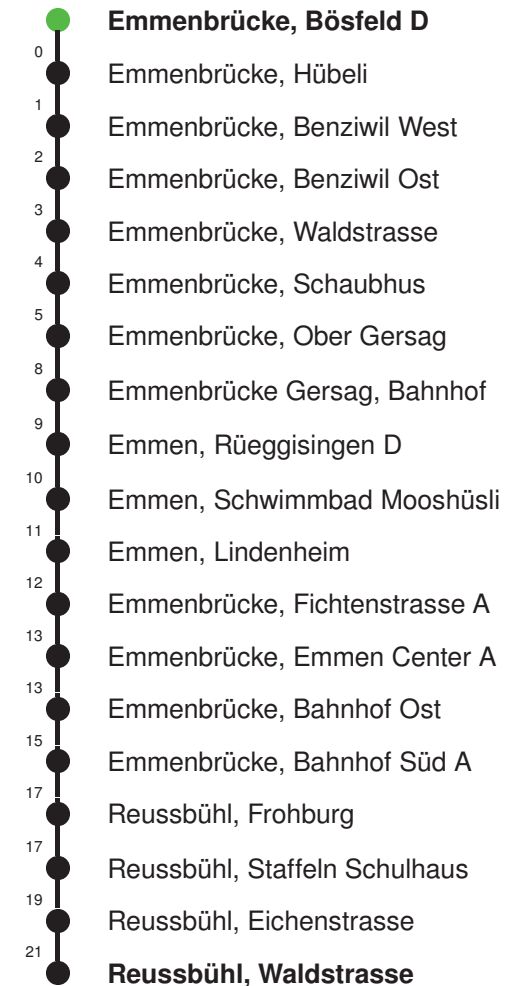 Emmenbrücke, Bösfeld D
0
Emmenbrücke, Hübeli
1
Emmenbrücke, Benziwil West
2
Emmenbrücke, Benziwil Ost
3
Emmenbrücke, Waldstrasse
4
Emmenbrücke, Schaubhus
5
Emmenbrücke, Ober Gersag
8
Emmenbrücke Gersag, Bahnhof
9
Emmen, Rüeggisingen D
10
Emmen, Schwimmbad Mooshüsli
11
Emmen, Lindenheim
12
Emmenbrücke, Fichtenstrasse A
13
Emmenbrücke, Emmen Center A
13
Emmenbrücke, Bahnhof Ost
15
Emmenbrücke, Bahnhof Süd A
17
Reussbühl, Frohburg
17
Reussbühl, Staffeln Schulhaus
19
Reussbühl, Eichenstrasse
21
Reussbühl, Waldstrasse